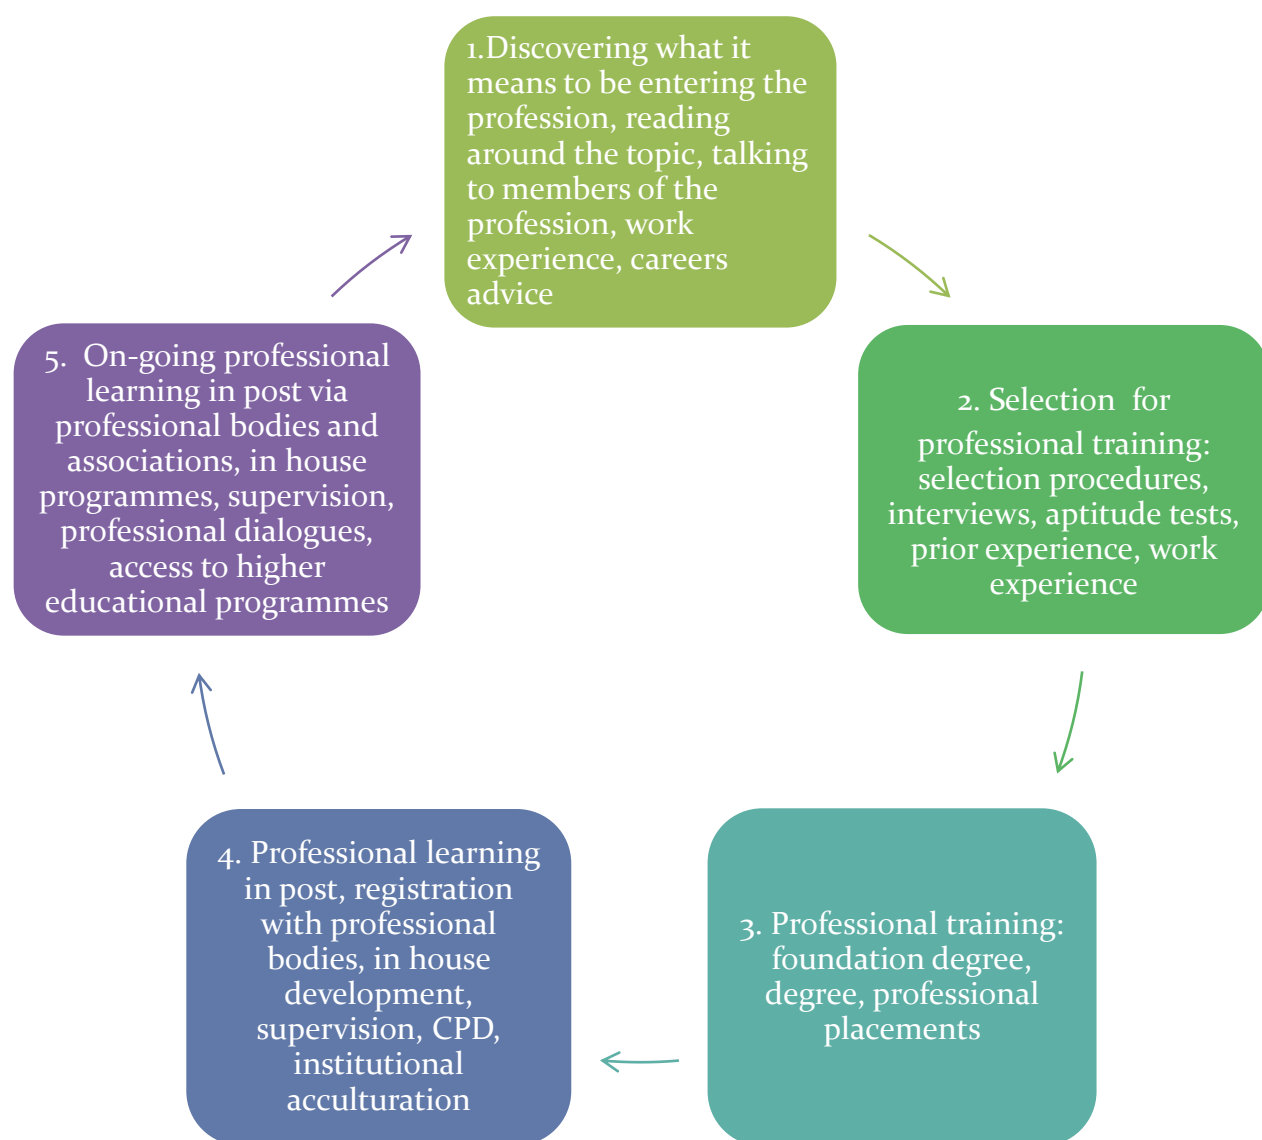 1.Discovering what it
means to be entering the
profession, reading
around the topic, talking
to members of the
profession, work
experience, careers
advice
2. Selection  for
professional training:
selection procedures,
interviews, aptitude tests,
prior experience, work
experience
3. Professional training:
foundation degree,
degree, professional
placements
4. Professional learning
in post, registration
with professional
bodies, in house
development,
supervision, CPD,
institutional
acculturation
5.  On-going professional
learning in post via
professional bodies and
associations, in house
programmes, supervision,
professional dialogues,
access to higher
educational programmes